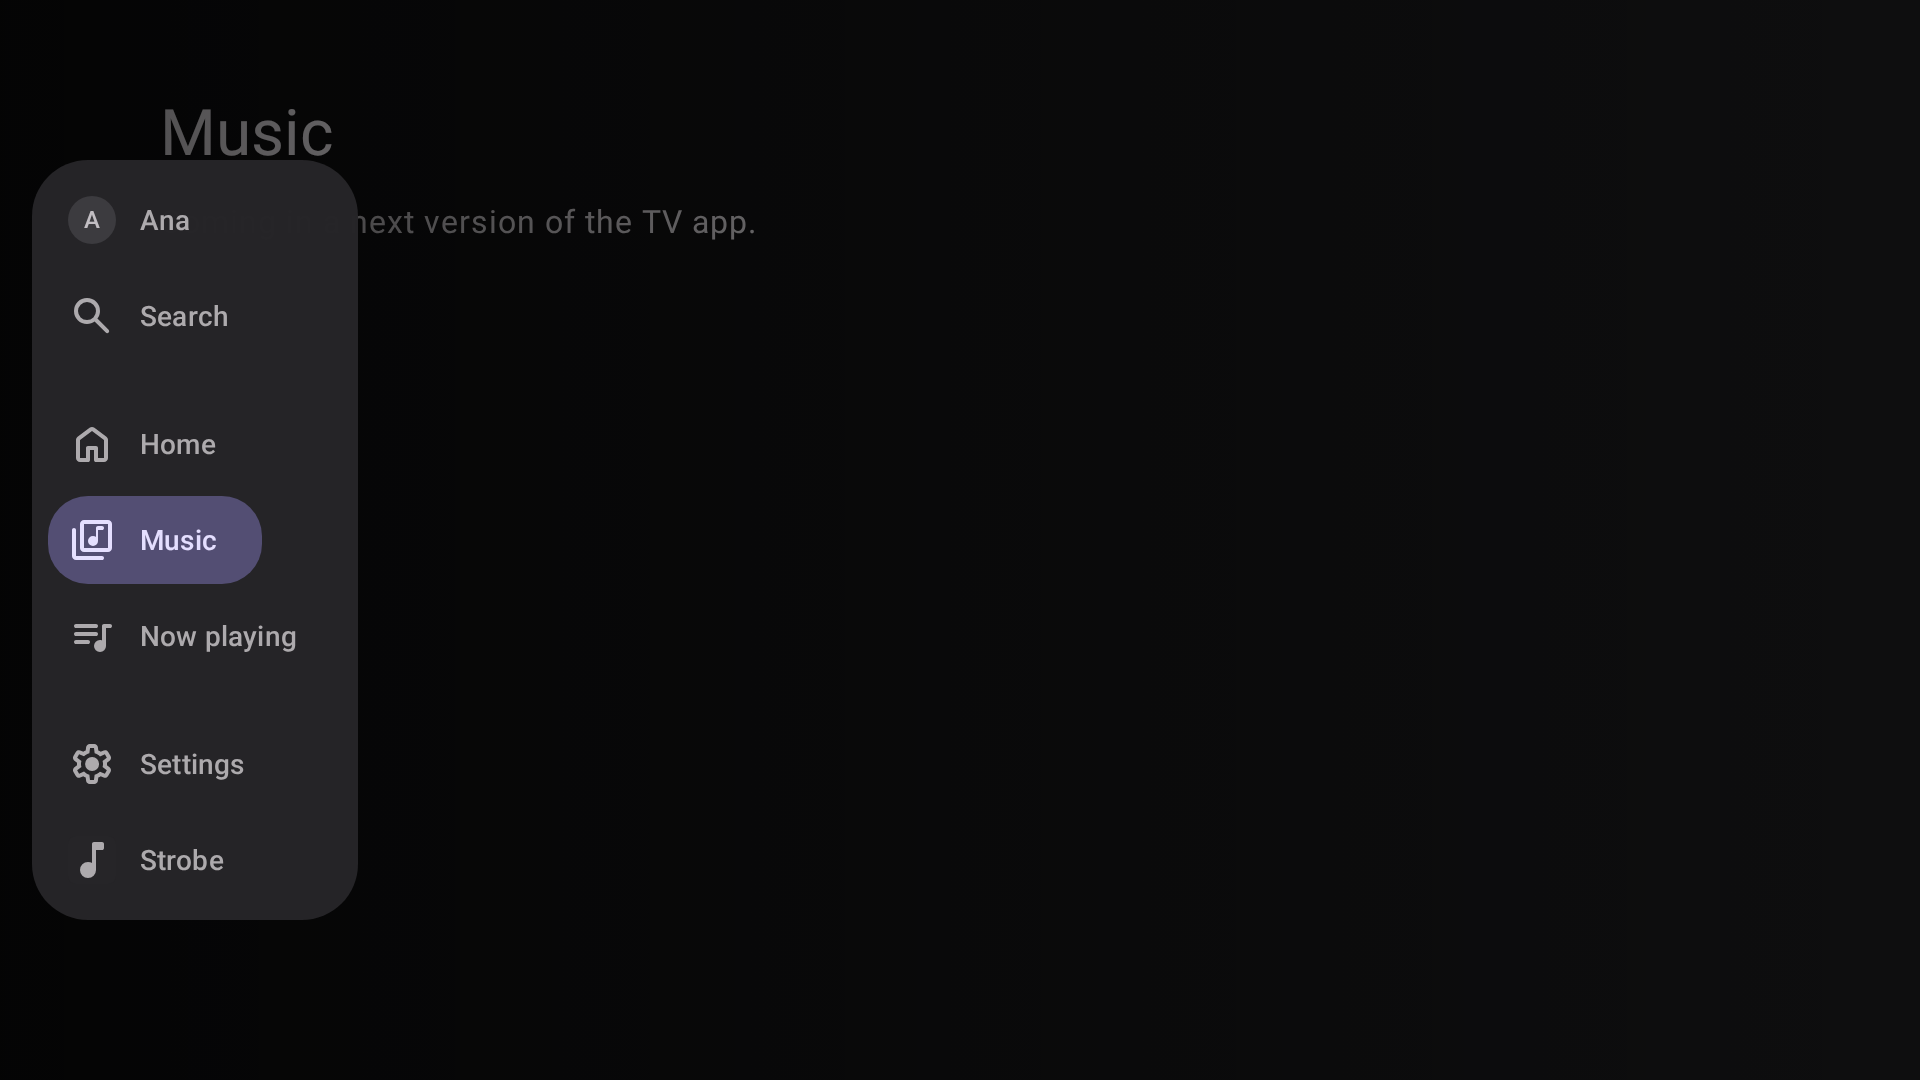 Music
A Ana
next version of the TV app.
Search
Home
Music
Now playing
Settings
Strobe